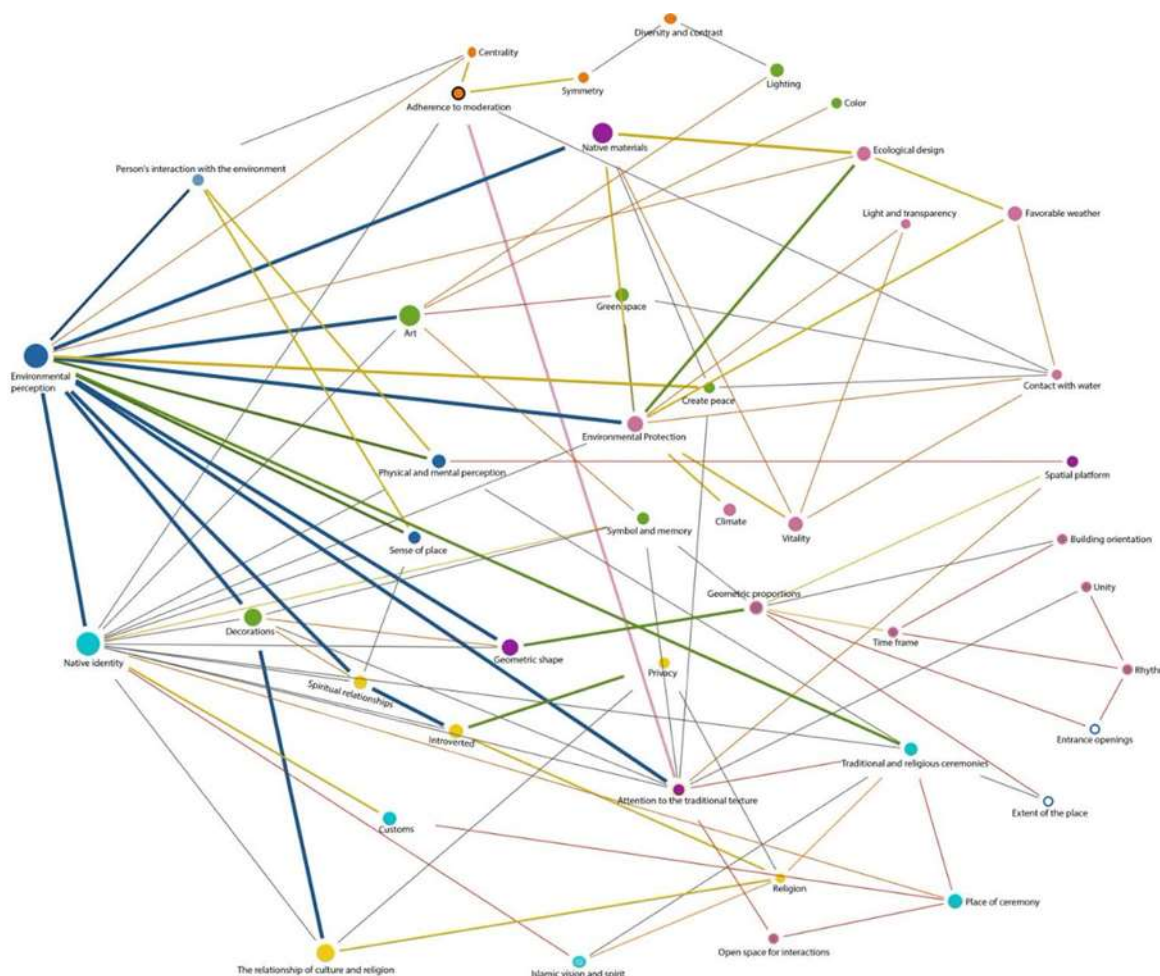 Diversity and contrast
Centrality
Lighting
Symmetry
Adherence to moderation
Color
Native materials
Ecological design
Person's interaction with the environment
Light and transparency
Favorable weather
Green space
Art
Environmental
perception
Create peace
Contact with water
Environmental Protection
Physical and mental perception
Spatial platform
Climate
Symbol and memory
Vitality
Building orientation
Sense of place
Unity
Geometric proportions
Decorations
Time frame
Native identity
Geometric shape
Privacy
Rhythm
Spiritual relationships
Introverted
Entrance openings
Traditional and religious ceremonies
Attention to the traditional texture
Extent of the place
Customs
Religion
Place of ceremony
Open space for interactions
The relationship of culture and religion
Islamic vision and spirit